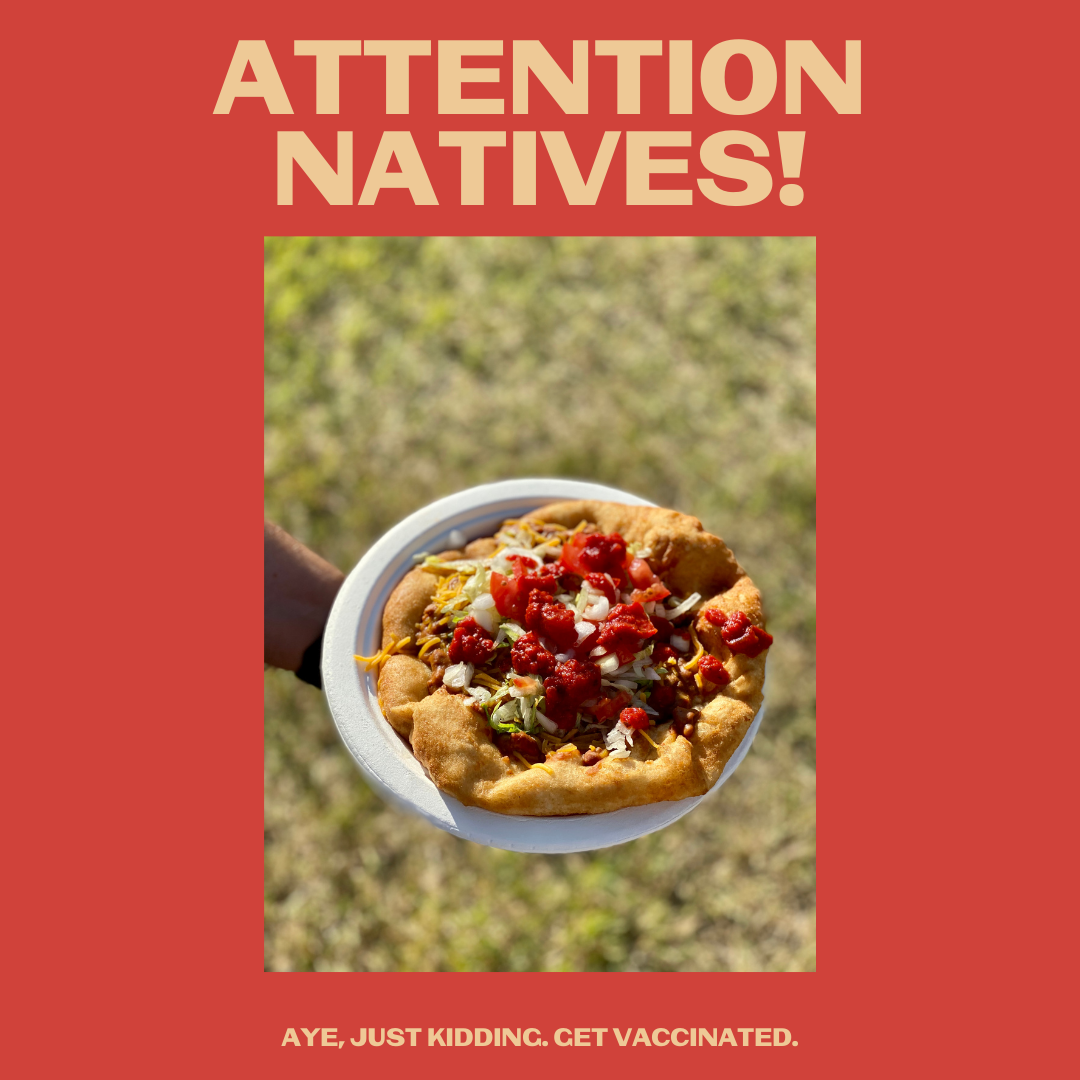 ATTENTION
NATIVES!
AYE, JUST KIDDING. GET VACCINATED.